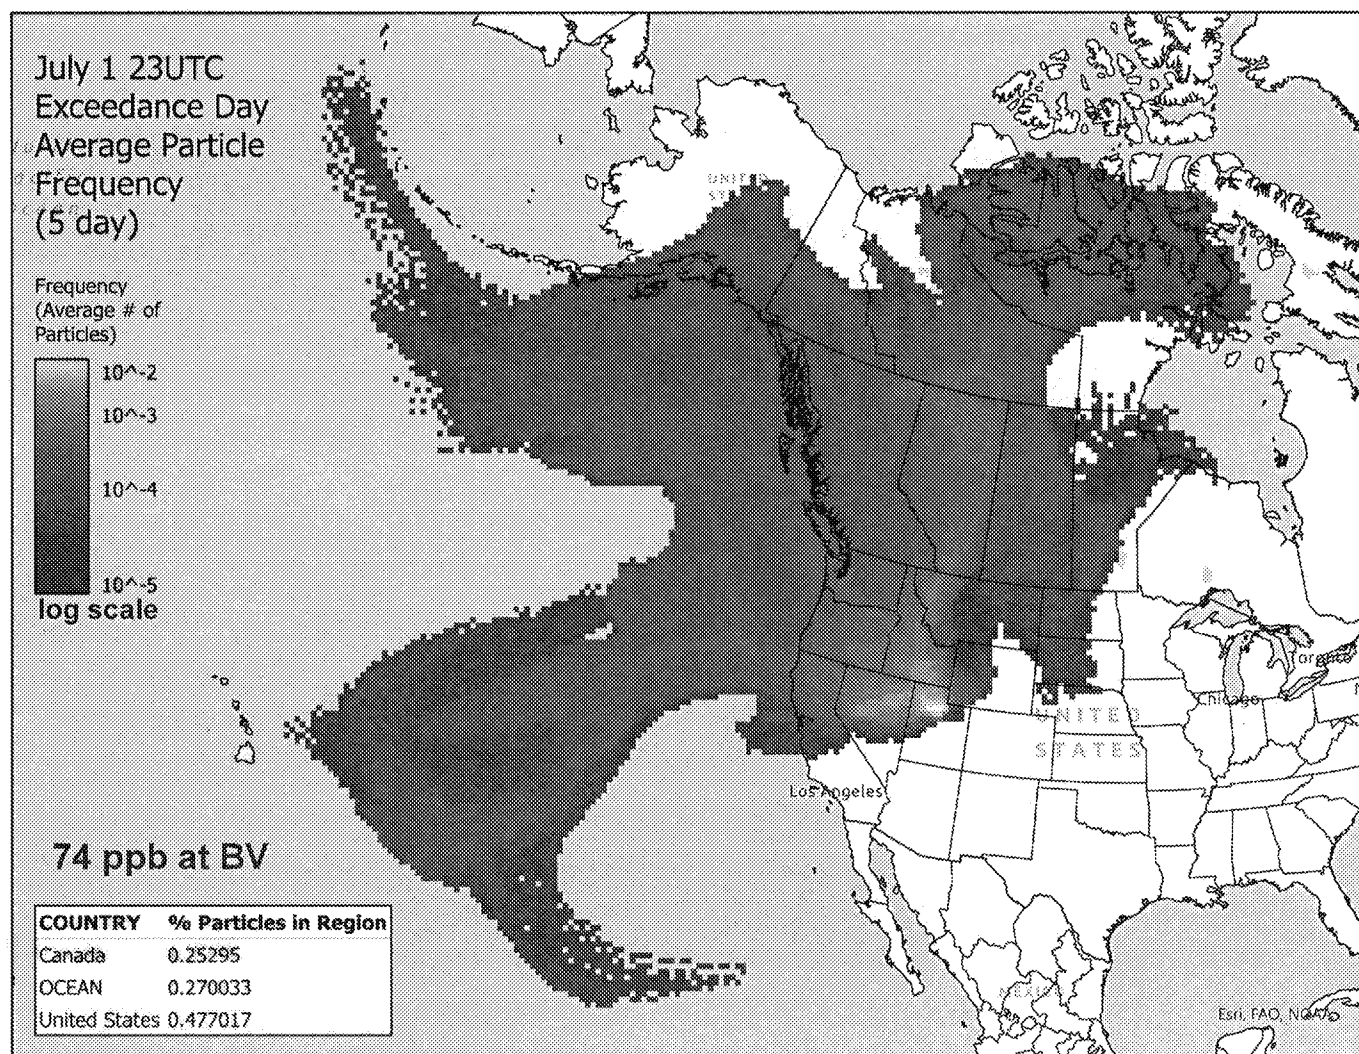 July 1 23UTC
Exceedance Day
Average Particle
Frequency
(5 day)
Frequency
(Average # of
Particles)
10^-2
10^-3
10^-4
10^-5
log scale
UNITED
Toronto
Chicago
UNITED
STATES
Los Angeles
74 ppb at BV
COUNTRY % Particles in Region
Canada 0.25295
OCEAN 0.270033
United States 0.477017
MEXICO
Esri, FAO, NOAA